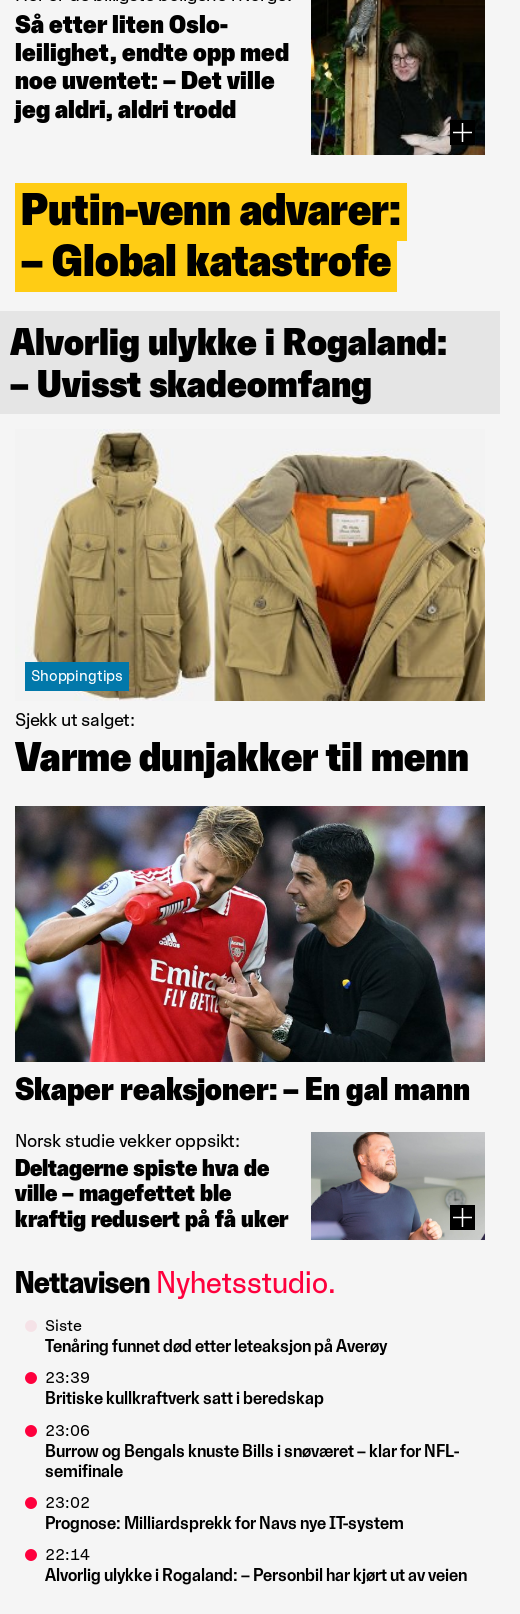 Så etter liten Oslo-
leilighet, endte opp med
noe uventet: – Det ville
jeg aldri, aldri trodd
Putin-venn advarer:
– Global katastrofe
Alvorlig ulykke i Rogaland:
– Uvisst skadeomfang
Shoppingtips
Sjekk ut salget:
Varme dunjakker til menn
adidas
Arsenal
Emirates
FLY BETTER
Skaper reaksjoner: – En gal mann
Norsk studie vekker oppsikt:
Deltagerne spiste hva de
ville – magefettet ble
kraftig redusert på få uker
Nettavisen Nyhetsstudio.
Siste
Tenåring funnet død etter leteaksjon på Averøy
23:39
Britiske kullkraftverk satt i beredskap
23:06
Burrow og Bengals knuste Bills i snøværet – klar for NFL-
semifinale
23:02
Prognose: Milliardsprekk for Navs nye IT-system
22:14
Alvorlig ulykke i Rogaland: – Personbil har kjørt ut av veien